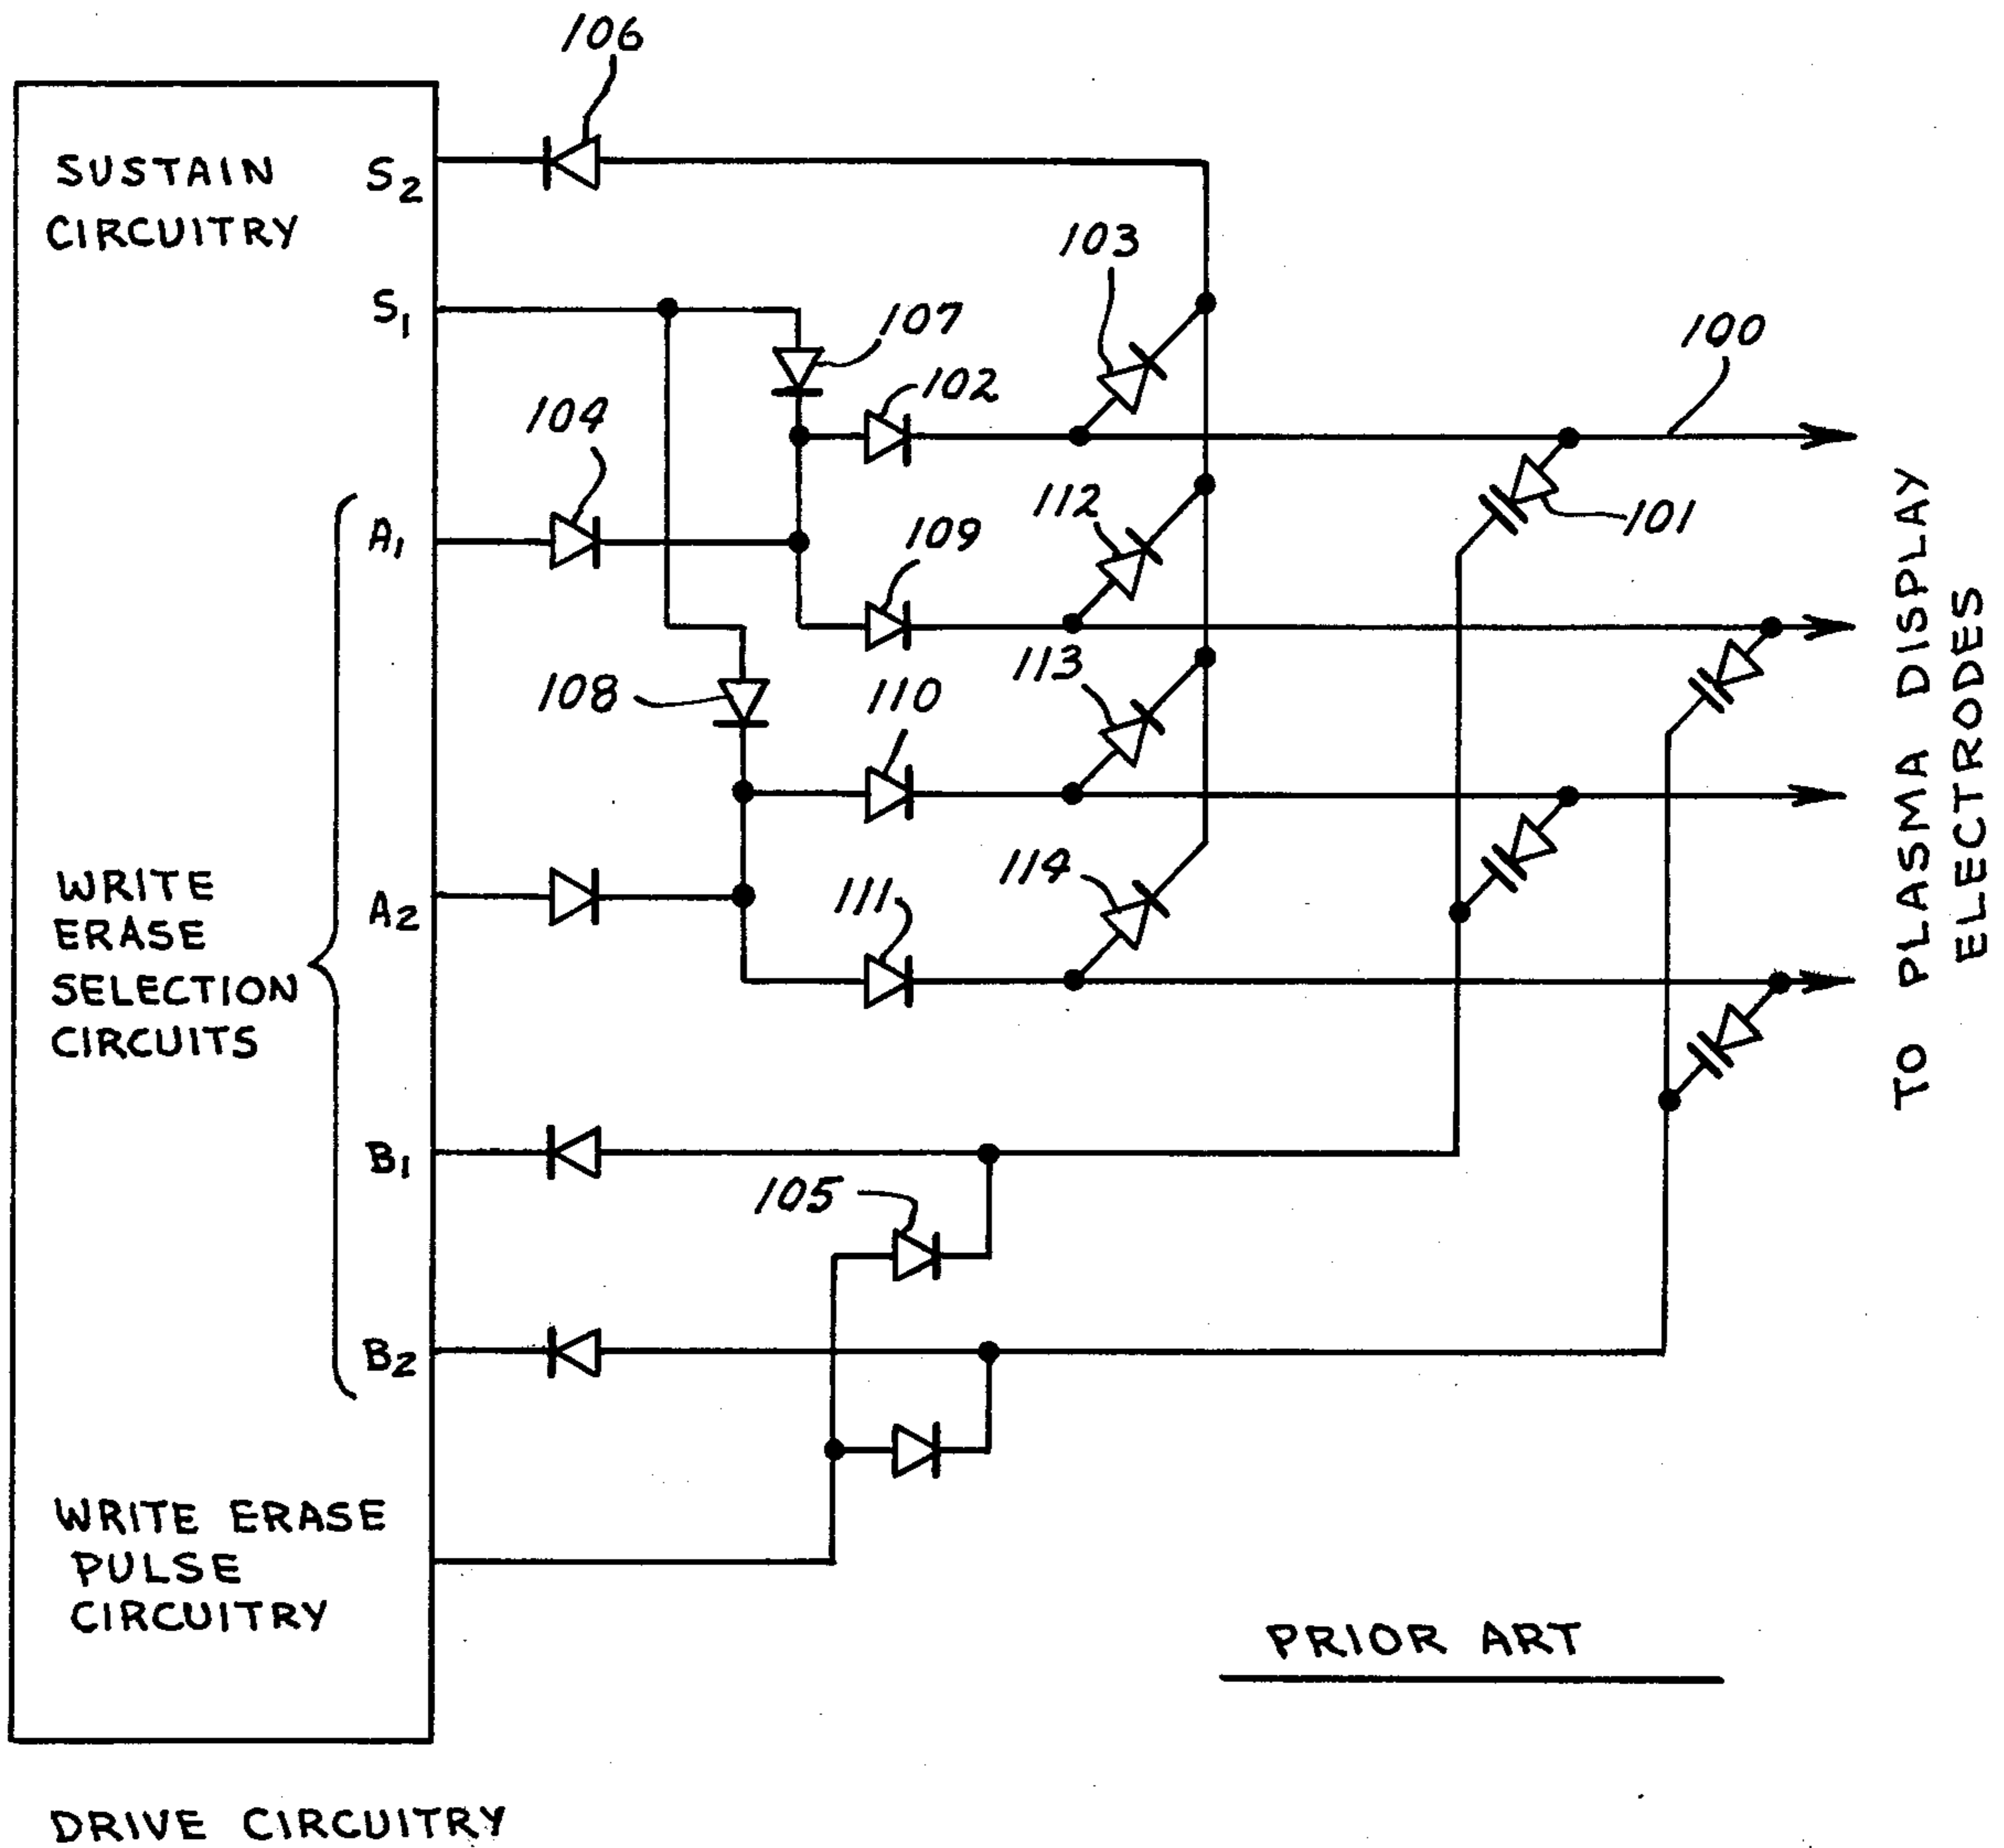 106
SUSTAIN
CIRCUITRY
S2
103
S1
107
100
102
104
112
101
A1
109
113
108
110
114
WRITE
ERASE
SELECTION
CIRCUITS
A2
111
TO PLASMA DISPLAY
ELECTRODES
B1
105
B2
WRITE ERASE
PULSE
CIRCUITRY
PRIOR ART
DRIVE CIRCUITRY